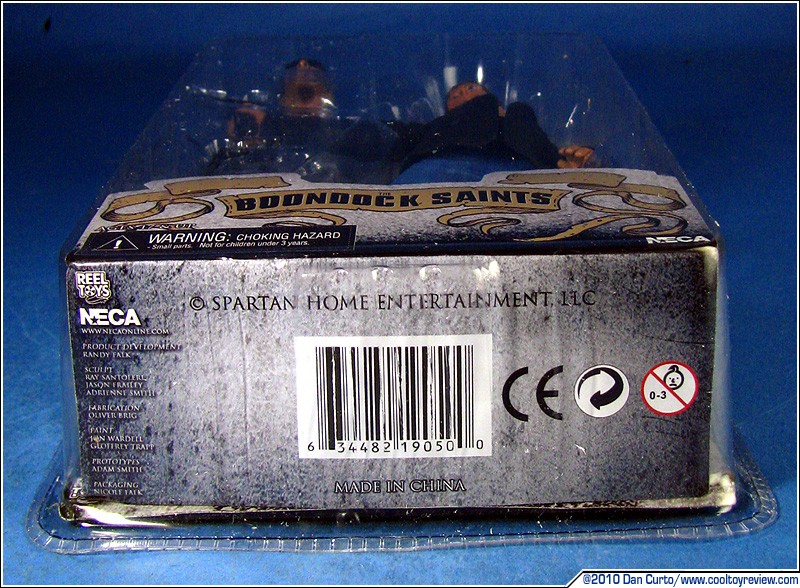 THE
BOONDOCK SAINTS
WARNING: CHOKING HAZARD
- Small parts. Not for children under 3 years.
NECA
REEL
TOYS
NECA
WWW.NECAONLINE.COM
© SPARTAN HOME ENTERTAINMENT, LLC
PRODUCT DEVELOPMENT
RANDY FALK
SCULPT
RAY SANTOLERI,
JASON FRAILEY
ADRIENNE SMITH
FABRICATION
OLIVER BRIG
PAINT
JON WARDELL
GEOFFREY TRAPP
PROTOTYPES
ADAM SMITH
PACKAGING
NICOLE FALK
6 34482 19050 0
CE
0-3
MADE IN CHINA
©2010 Dan Curto/www.cooltoyreview.com